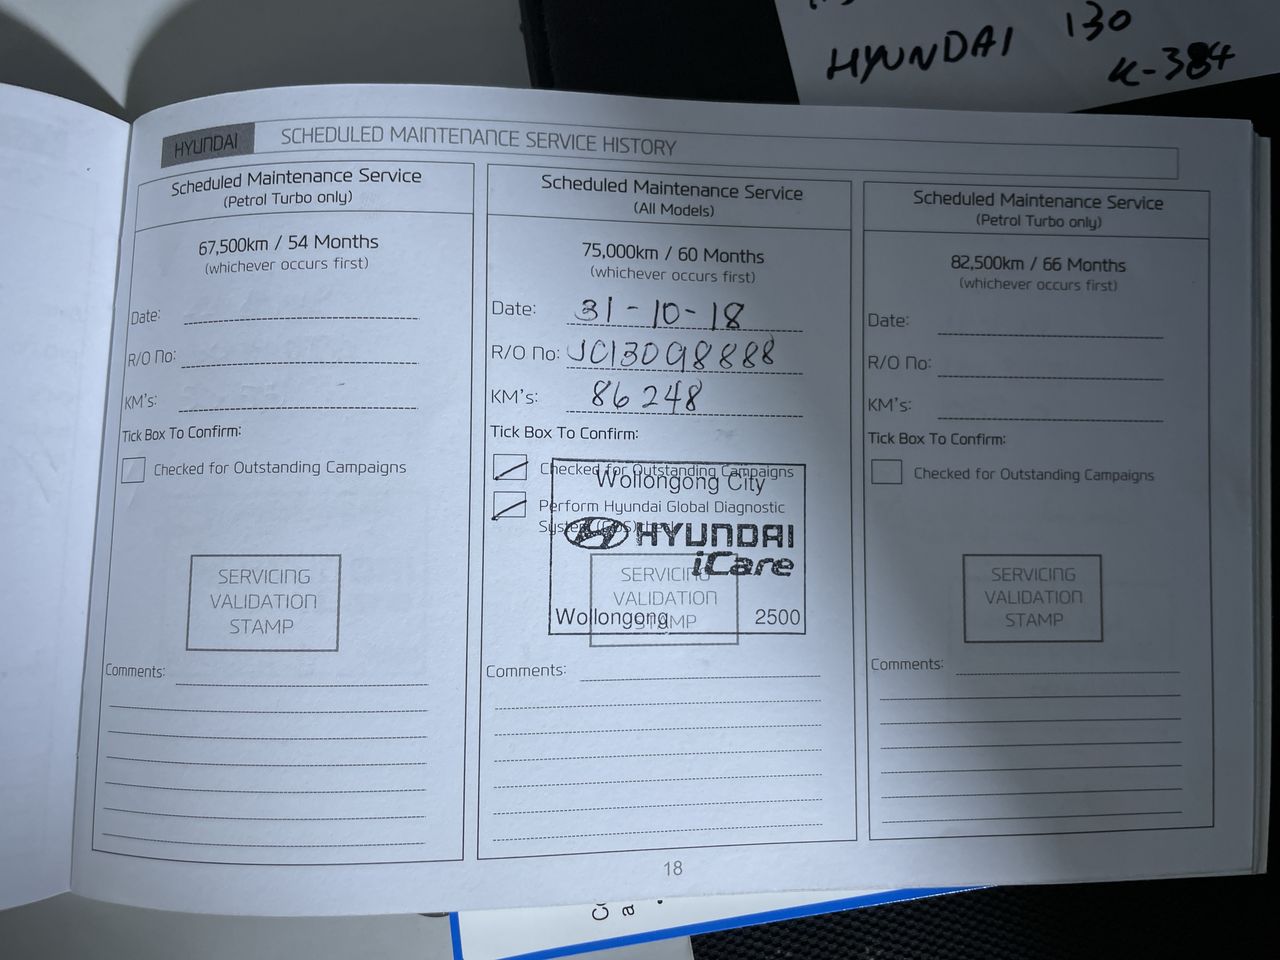 HYUNDAI i30
K-384
HYUNDAI SCHEDULED MAINTENANCE SERVICE HISTORY
Scheduled Maintenance Service
(Petrol Turbo only)
67,500km / 54 Months
(whichever occurs first)
Date:
R/O No:
KM's:
Tick Box To Confirm:
Checked for Outstanding Campaigns
SERVICING
VALIDATION
STAMP
Comments:
Scheduled Maintenance Service
(All Models)
75,000km / 60 Months
(whichever occurs first)
Date: 31-10-18
R/O No: JC13098888
KM's: 86248
Tick Box To Confirm:
Checked for Outstanding Campaigns
Perform Hyundai Global Diagnostic
System
Wollongong City
HYUNDAI
iCare
Wollongong 2500
SERVICING
VALIDATION
STAMP
Comments:
Scheduled Maintenance Service
(Petrol Turbo only)
82,500km / 66 Months
(whichever occurs first)
Date:
R/O No:
KM's:
Tick Box To Confirm:
Checked for Outstanding Campaigns
SERVICING
VALIDATION
STAMP
Comments:
18